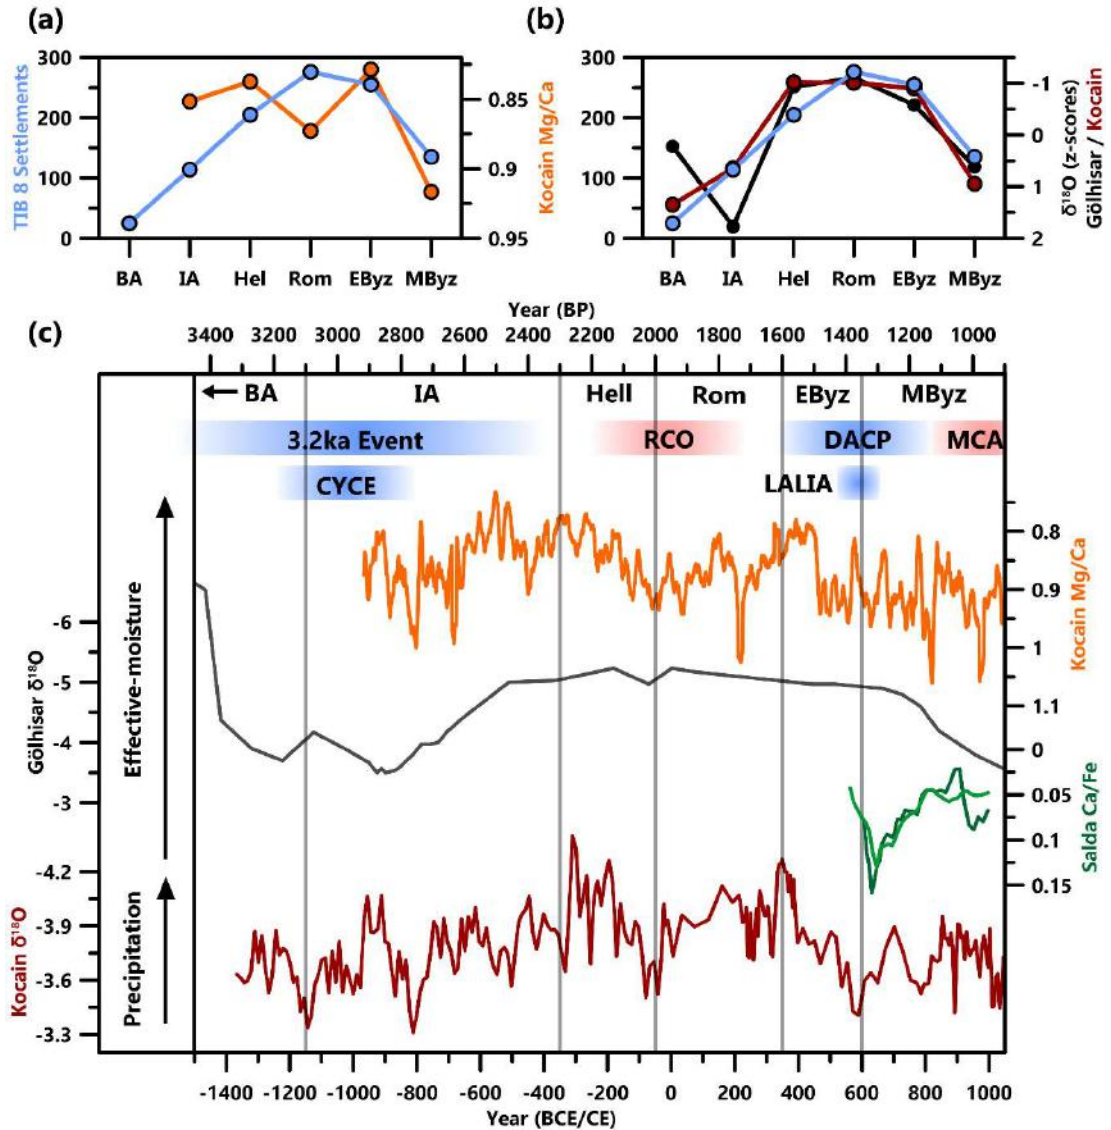 (a)
(b)
300
200
100
0
TIB 8 Settlements
0.85
0.9
0.95
Kocain Mg/Ca
BA IA Hel Rom EByz MByz
300
200
100
0
-1
0
1
2
δ¹⁸O (z-scores)
Gölhisar / Kocain
BA IA Hel Rom EByz MByz
(c)
Year (BP)
3400 3200 3000 2800 2600 2400 2200 2000 1800 1600 1400 1200 1000
BA IA Hell Rom EByz MByz
3.2ka Event RCO DACP MCA
CYCE LALIA
Effective-moisture
Precipitation
-6
-5
-4
-3
Gölhisar δ¹⁸O
-4.2
-3.9
-3.6
-3.3
Kocain δ¹⁸O
0.8
0.9
1
1.1
Kocain Mg/Ca
0
0.05
0.1
0.15
Salda Ca/Fe
-1400 -1200 -1000 -800 -600 -400 -200 0 200 400 600 800 1000
Year (BCE/CE)